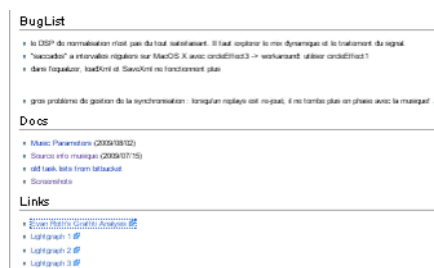 BugList
le DSP de normalisation n'est pas du tout satisfaisant. Il faut explorer le mix dynamique et le traitement du signal
"saccades" a intervalles réguliers sur MacOS X avec circleEffect3 -> workaround: utiliser circleEffect1
dans l'equalizer, loadXml et SaveXml ne fonctionnent plus
gros problème de gestion de la synchronisation : lorsqu'un replays est re-joué, il ne tombe plus en phase avec la musique!
Docs
Music Parameters (2009/08/02)
Source info musique (2009/07/15)
old task lists from bitbucket
Screenshots
Links
Evan Roth's Graffiti Analysis
Lightgraph 1
Lightgraph 2
Lightgraph 3